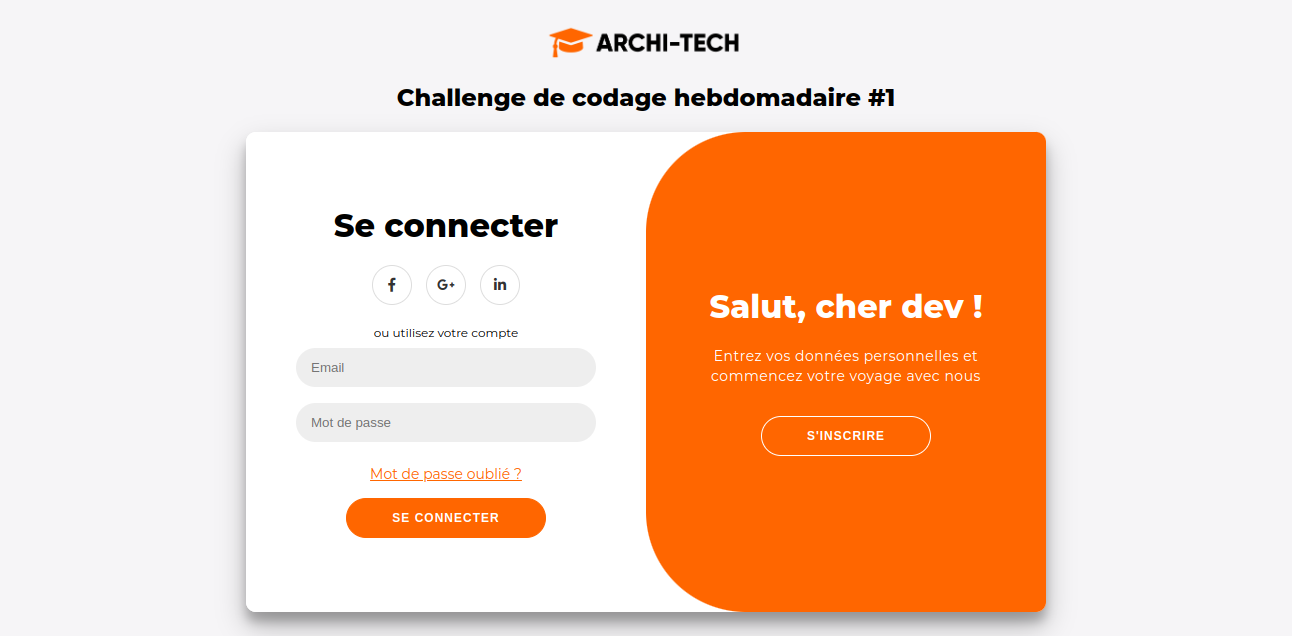 ARCHI-TECH
Challenge de codage hebdomadaire #1
Se connecter
G+
in
ou utilisez votre compte
Email
Mot de passe
Mot de passe oublié ?
SE CONNECTER
Salut, cher dev !
Entrez vos données personnelles et
commencez votre voyage avec nous
S'INSCRIRE